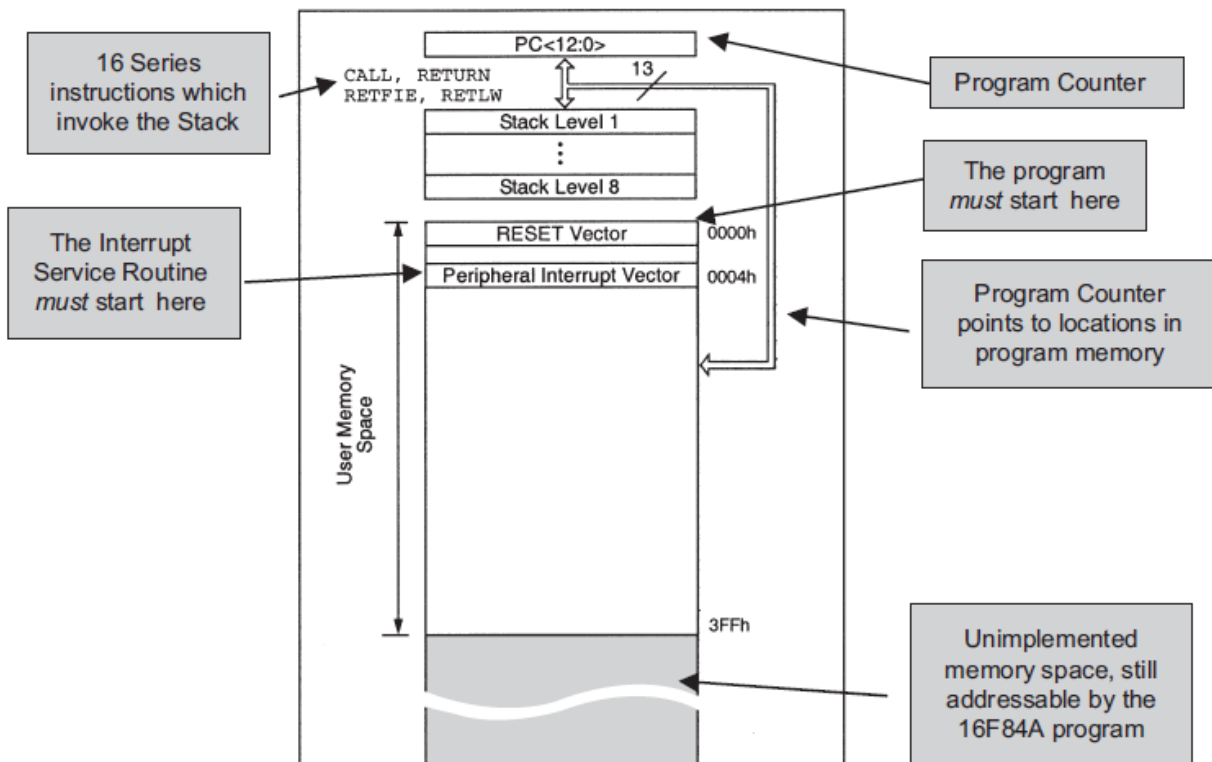 16 Series
instructions which
invoke the Stack
CALL, RETURN
RETFIE, RETLW
PC<12:0>
13
Program Counter
Stack Level 1
Stack Level 8
The program
must start here
The Interrupt
Service Routine
must start here
RESET Vector
0000h
Peripheral Interrupt Vector
0004h
Program Counter
points to locations in
program memory
User Memory
Space
3FFh
Unimplemented
memory space, still
addressable by the
16F84A program